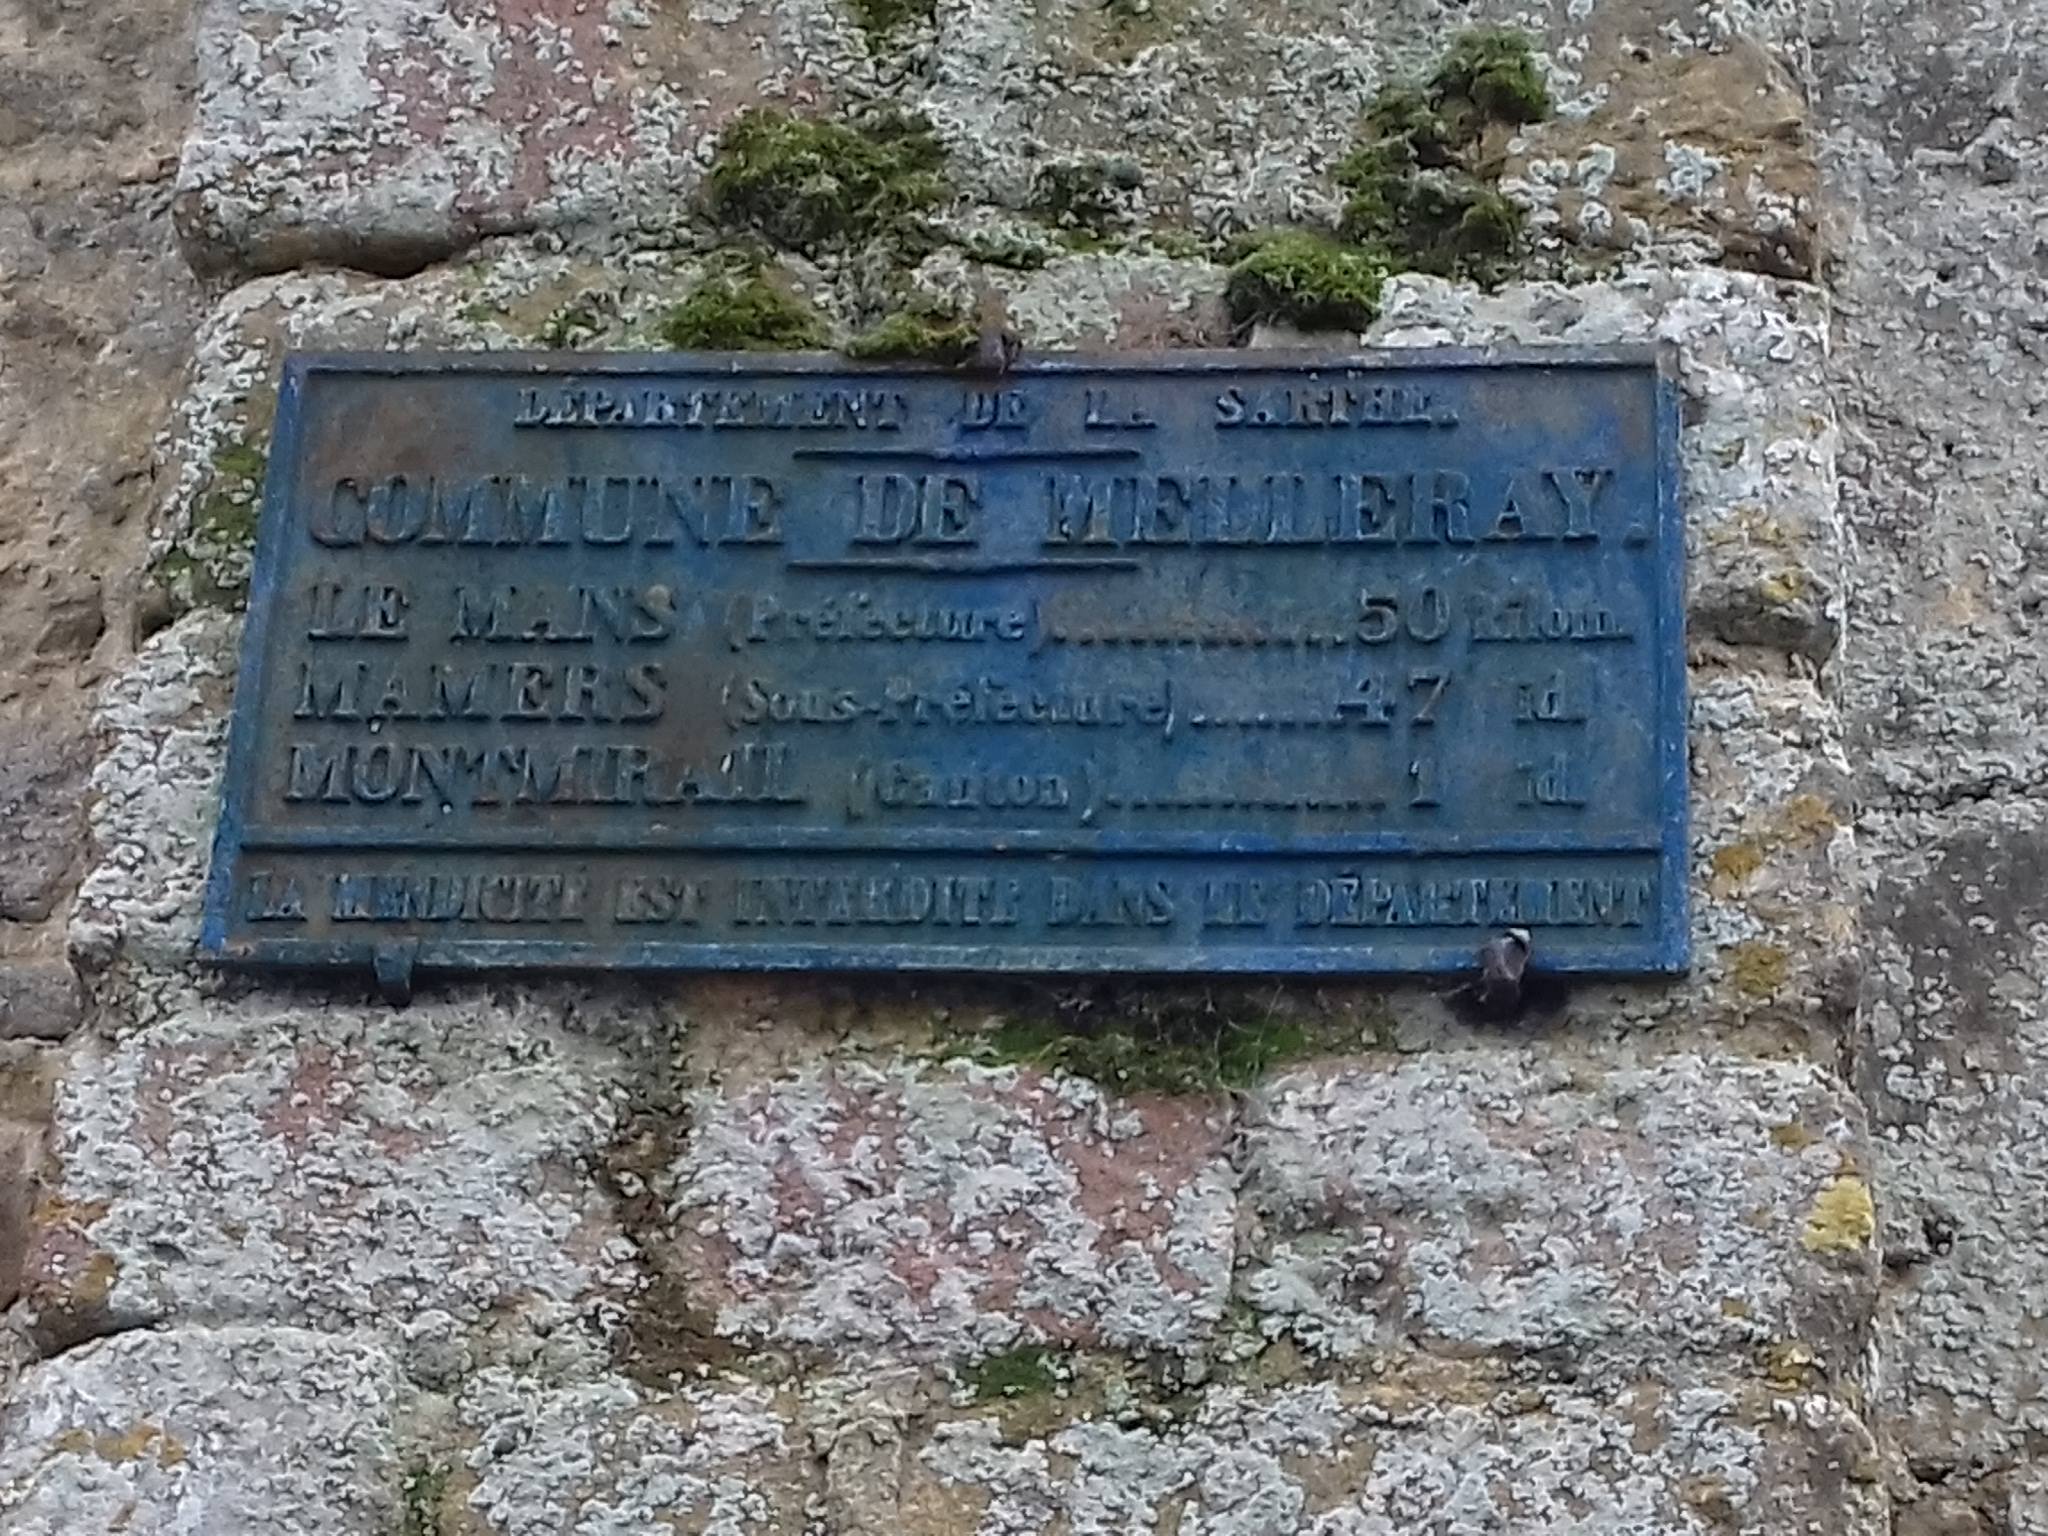 DÉPARTEMENT DE LA SARTHE.
COMMUNE DE MELLERAY.
LE MANS (Préfecture)..................50 kilom.
MAMERS (Sous-Préfecture).........47 id.
MONTMIRAIL (Canton)..................1 id.
LA MENDICITÉ EST INTERDITE DANS LE DÉPARTEMENT